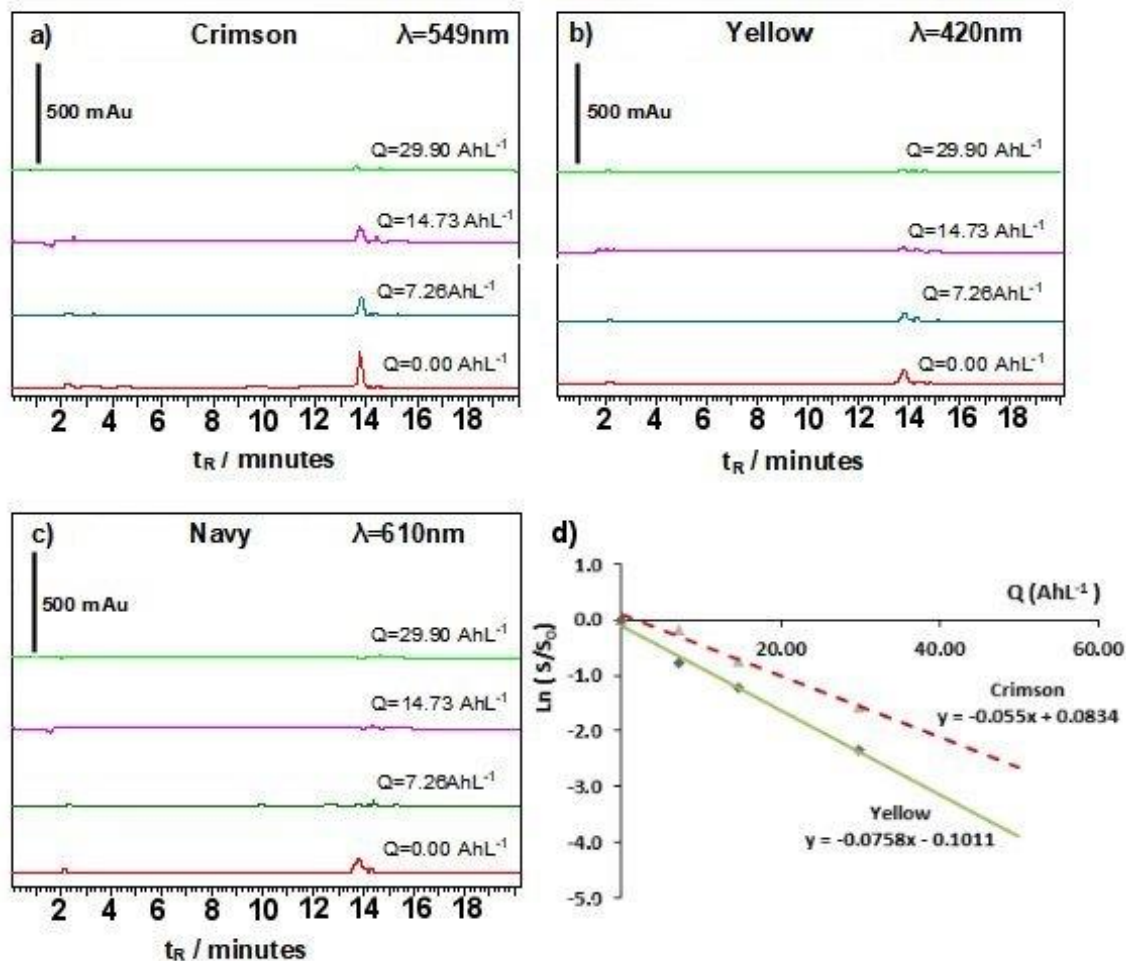 a) Crimson λ=549nm
500 mAu
Q=29.90 AhL⁻¹
Q=14.73 AhL⁻¹
Q=7.26AhL⁻¹
Q=0.00 AhL⁻¹
2 4 6 8 10 12 14 16 18
tR / minutes
b) Yellow λ=420nm
500 mAu
Q=29.90 AhL⁻¹
Q=14.73 AhL⁻¹
Q=7.26AhL⁻¹
Q=0.00 AhL⁻¹
2 4 6 8 10 12 14 16 18
tR / minutes
c) Navy λ=610nm
500 mAu
Q=29.90 AhL⁻¹
Q=14.73 AhL⁻¹
Q=7.26AhL⁻¹
Q=0.00 AhL⁻¹
2 4 6 8 10 12 14 16 18
tR / minutes
d)
1.0
Q (AhL⁻¹)
0.0
20.00 40.00 60.00
Ln (S/S₀)
-1.0
Crimson
y = -0.055x + 0.0834
-2.0
-3.0
Yellow
y = -0.0758x - 0.1011
-4.0
-5.0